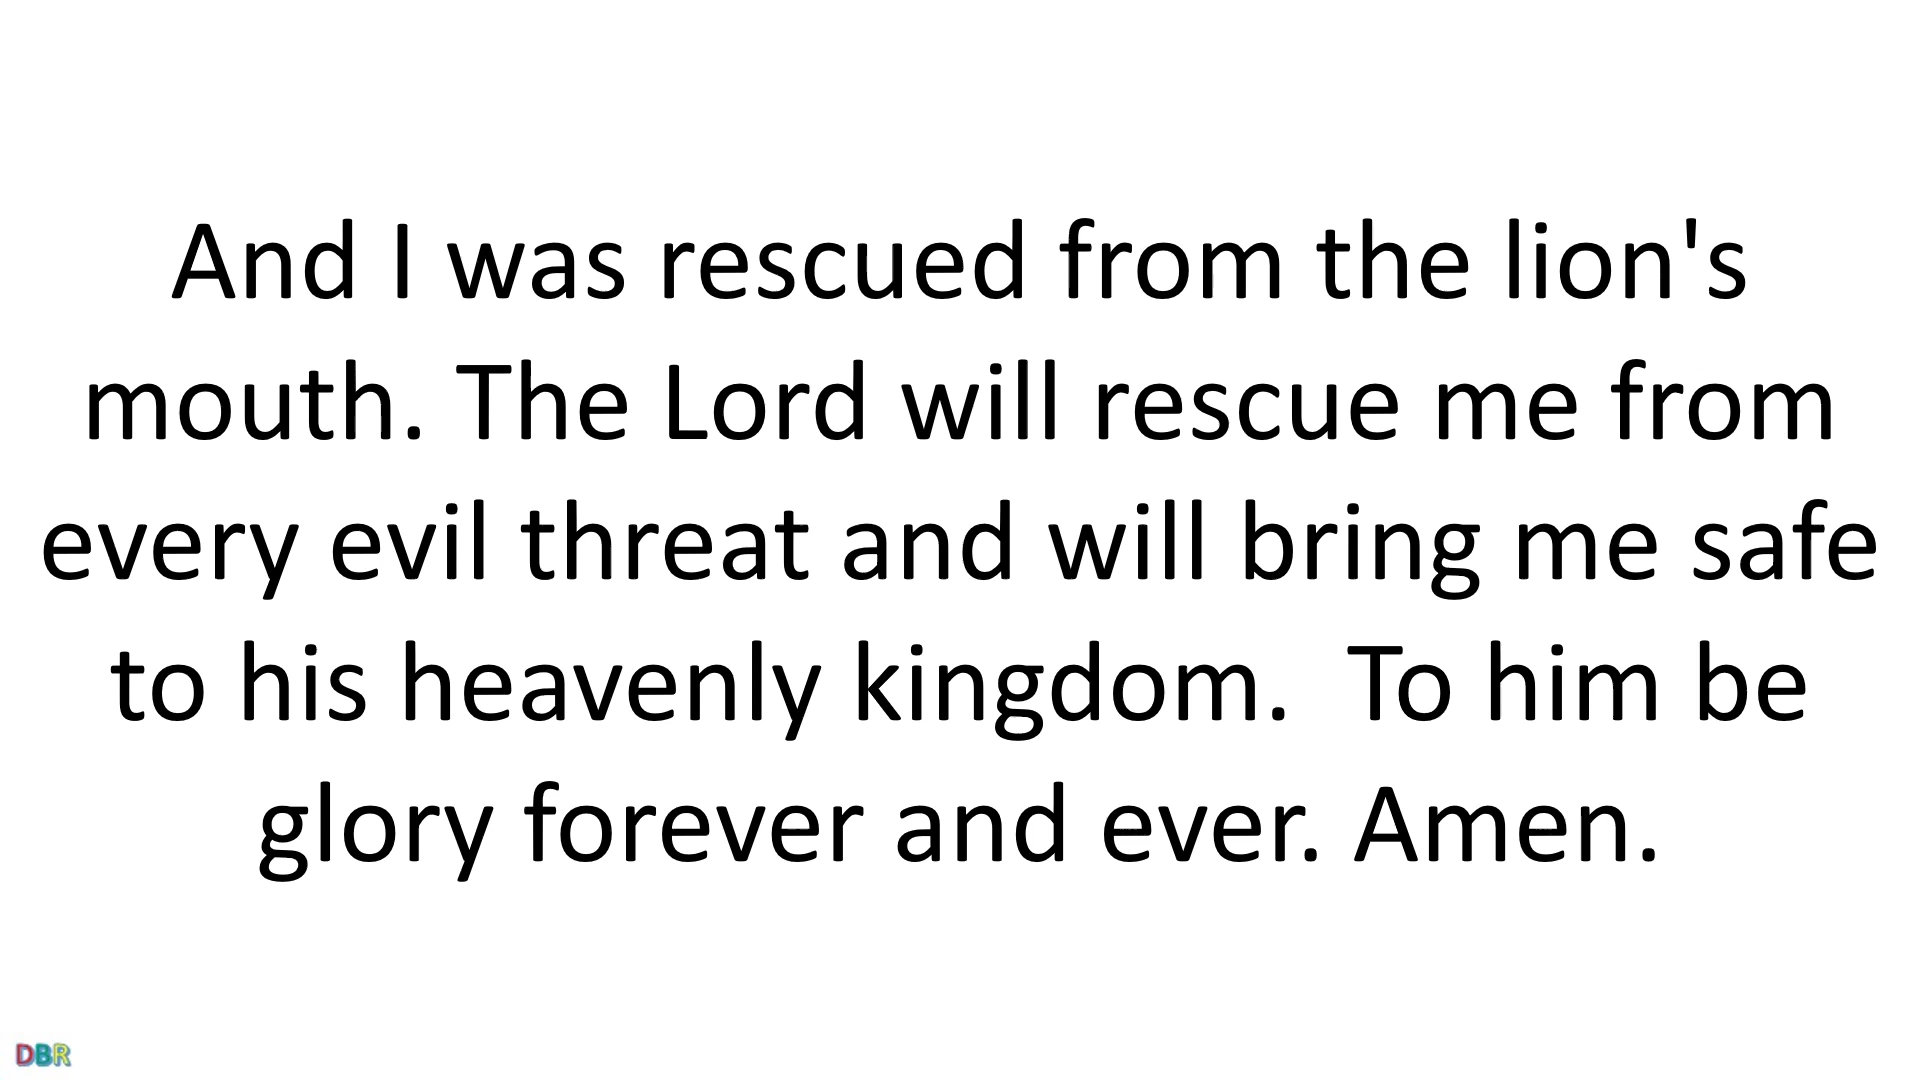 And I was rescued from the lion's
mouth. The Lord will rescue me from
every evil threat and will bring me safe
to his heavenly kingdom.  To him be
glory forever and ever. Amen.
DBR